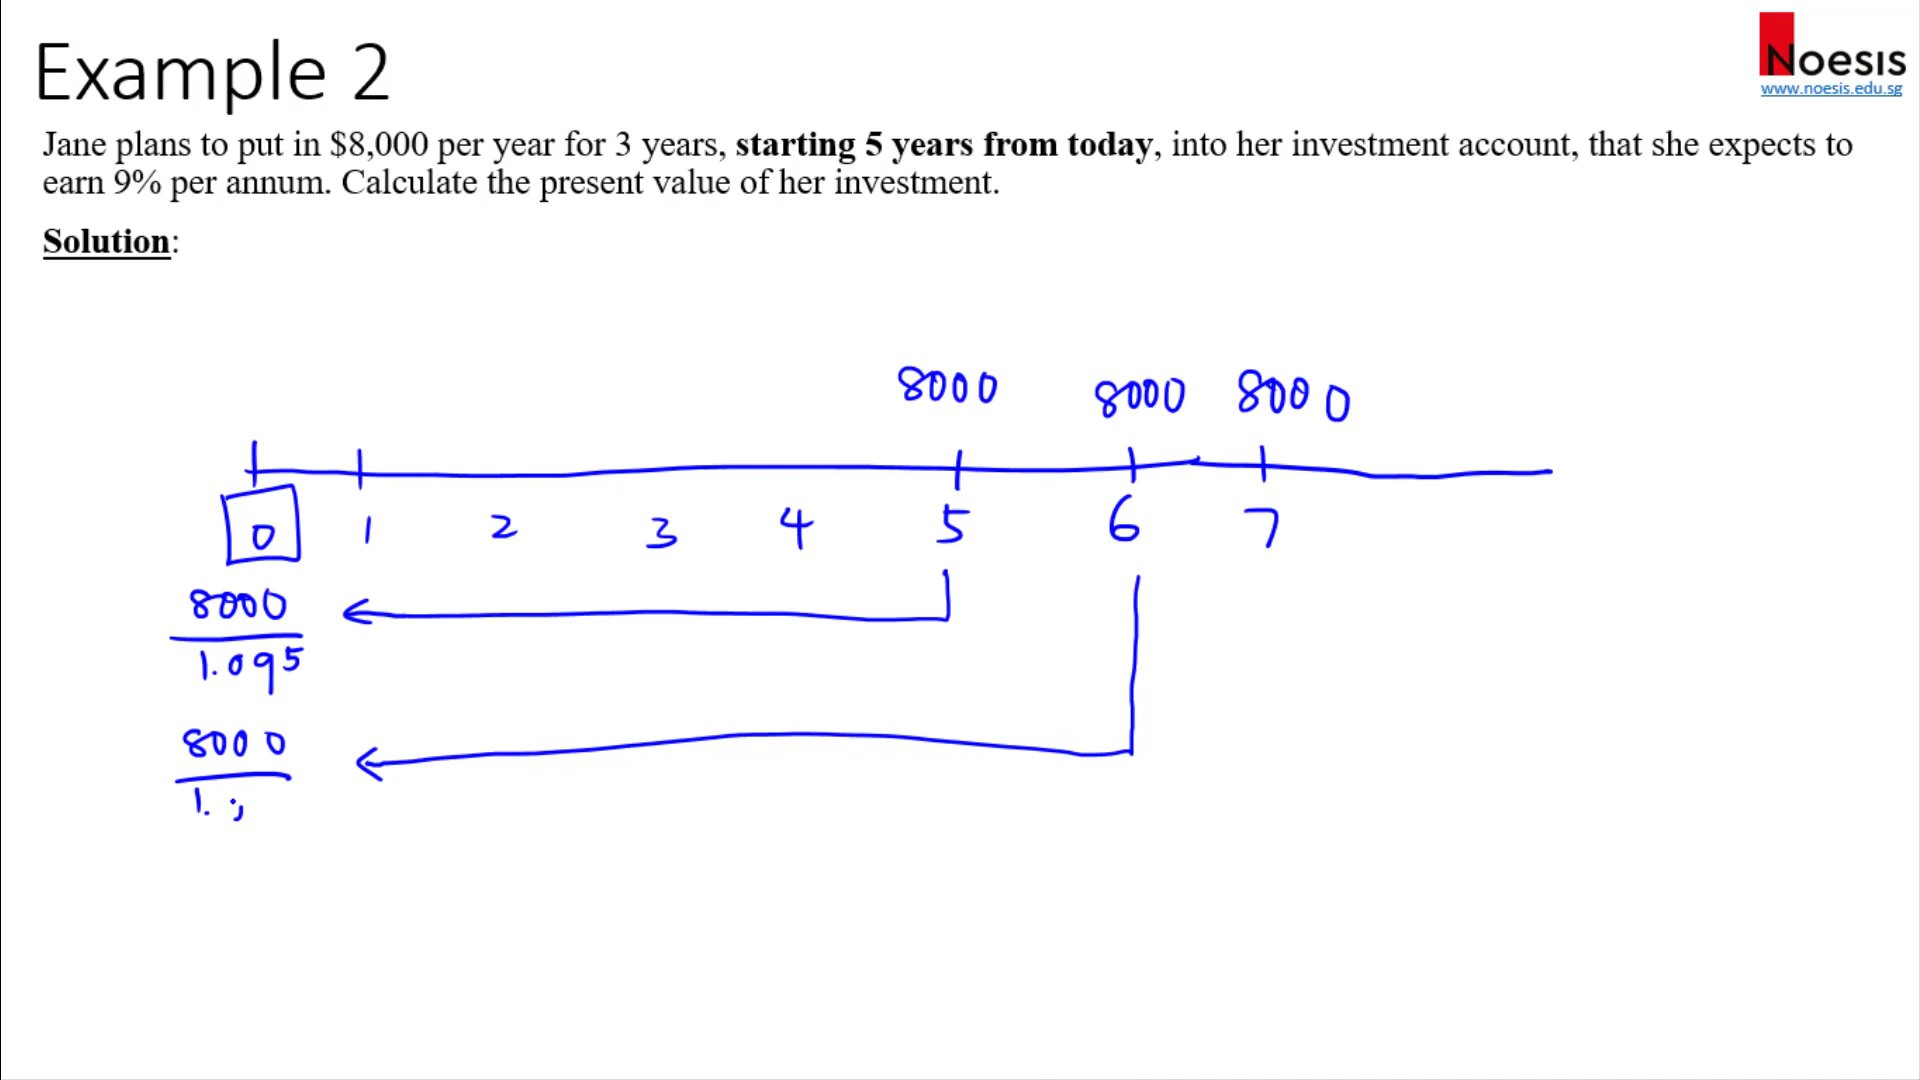 Example 2
Noesis
www.noesis.edu.sg
Jane plans to put in $8,000 per year for 3 years, starting 5 years from today, into her investment account, that she expects to
earn 9% per annum. Calculate the present value of her investment.
Solution:
8000 8000 8000
0 1 2 3 4 5 6 7
8000
1.09⁵
8000
1.